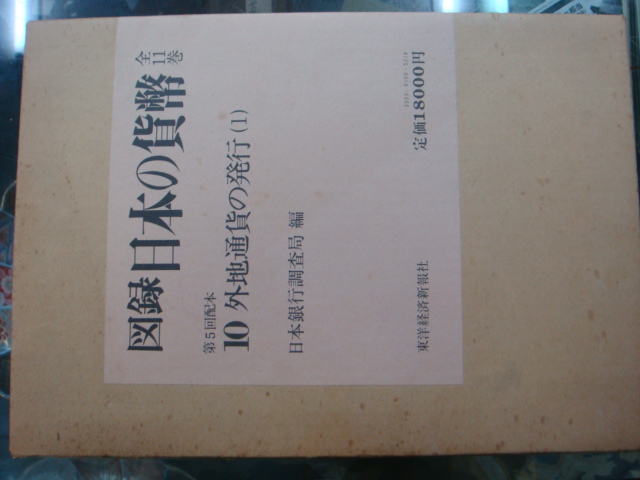 図録日本の貨幣 全11巻
第5回配本
10 外地通貨の発行(1)
日本銀行調査局 編
東洋経済新報社
定価18000円